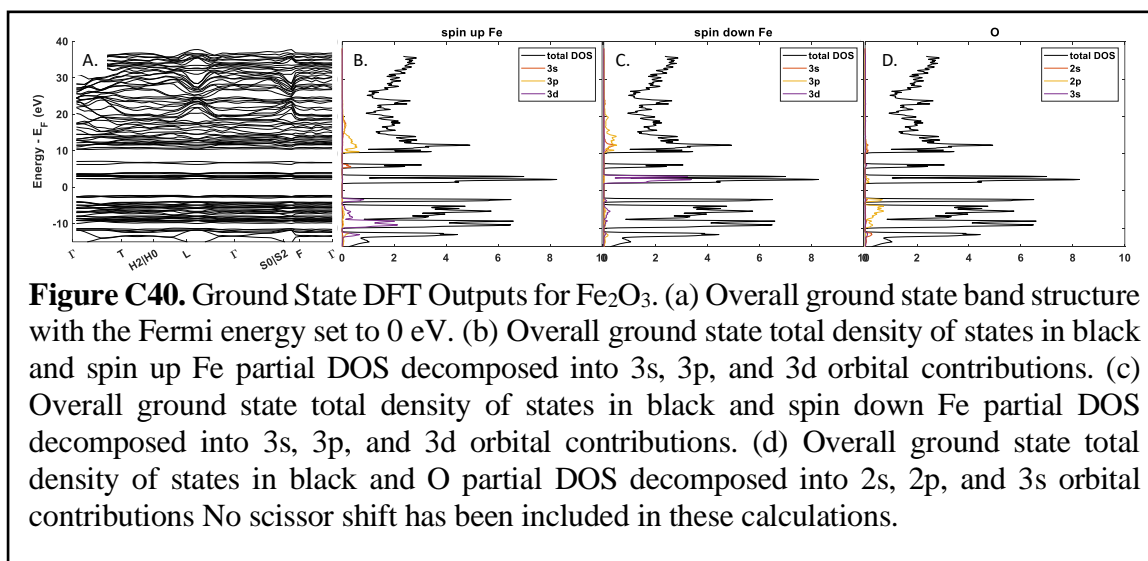 spin up Fe
spin down Fe
O
40
30
20
10
0
-10
Energy - E_F (eV)
A.
Γ
T
H2|H0
L
Γ
S0|S2
F
Γ
B.
total DOS
3s
3p
3d
0
2
4
6
8
10
C.
total DOS
3s
3p
3d
0
2
4
6
8
10
D.
total DOS
2s
2p
3s
0
2
4
6
8
10
Figure C40. Ground State DFT Outputs for Fe₂O₃. (a) Overall ground state band structure
with the Fermi energy set to 0 eV. (b) Overall ground state total density of states in black
and spin up Fe partial DOS decomposed into 3s, 3p, and 3d orbital contributions. (c)
Overall ground state total density of states in black and spin down Fe partial DOS
decomposed into 3s, 3p, and 3d orbital contributions. (d) Overall ground state total
density of states in black and O partial DOS decomposed into 2s, 2p, and 3s orbital
contributions No scissor shift has been included in these calculations.